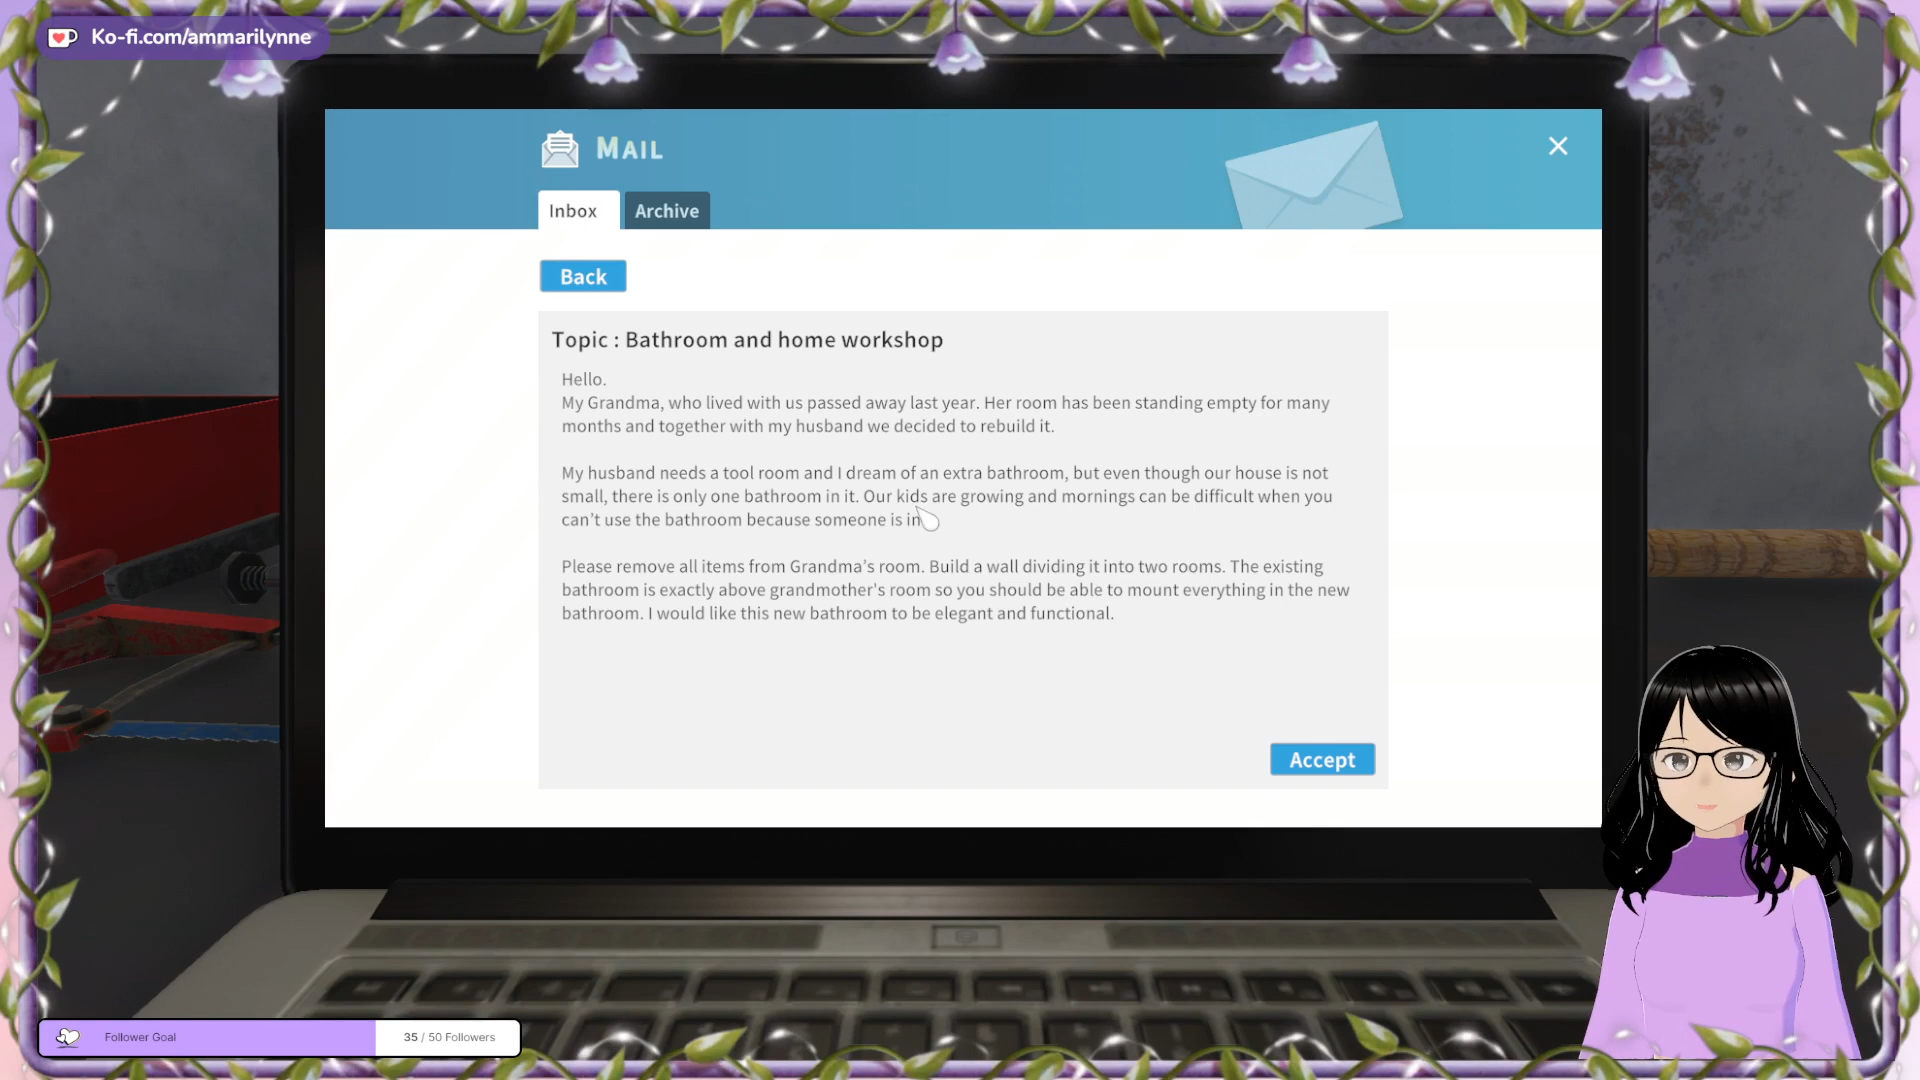 Ko-fi.com/ammarilynne
MAIL
Inbox
Archive
Back
Topic : Bathroom and home workshop
Hello.
My Grandma, who lived with us passed away last year. Her room has been standing empty for many
months and together with my husband we decided to rebuild it.
My husband needs a tool room and I dream of an extra bathroom, but even though our house is not
small, there is only one bathroom in it. Our kids are growing and mornings can be difficult when you
can't use the bathroom because someone is in
Please remove all items from Grandma's room. Build a wall dividing it into two rooms. The existing
bathroom is exactly above grandmother's room so you should be able to mount everything in the new
bathroom. I would like this new bathroom to be elegant and functional.
Accept
Follower Goal
35 / 50 Followers